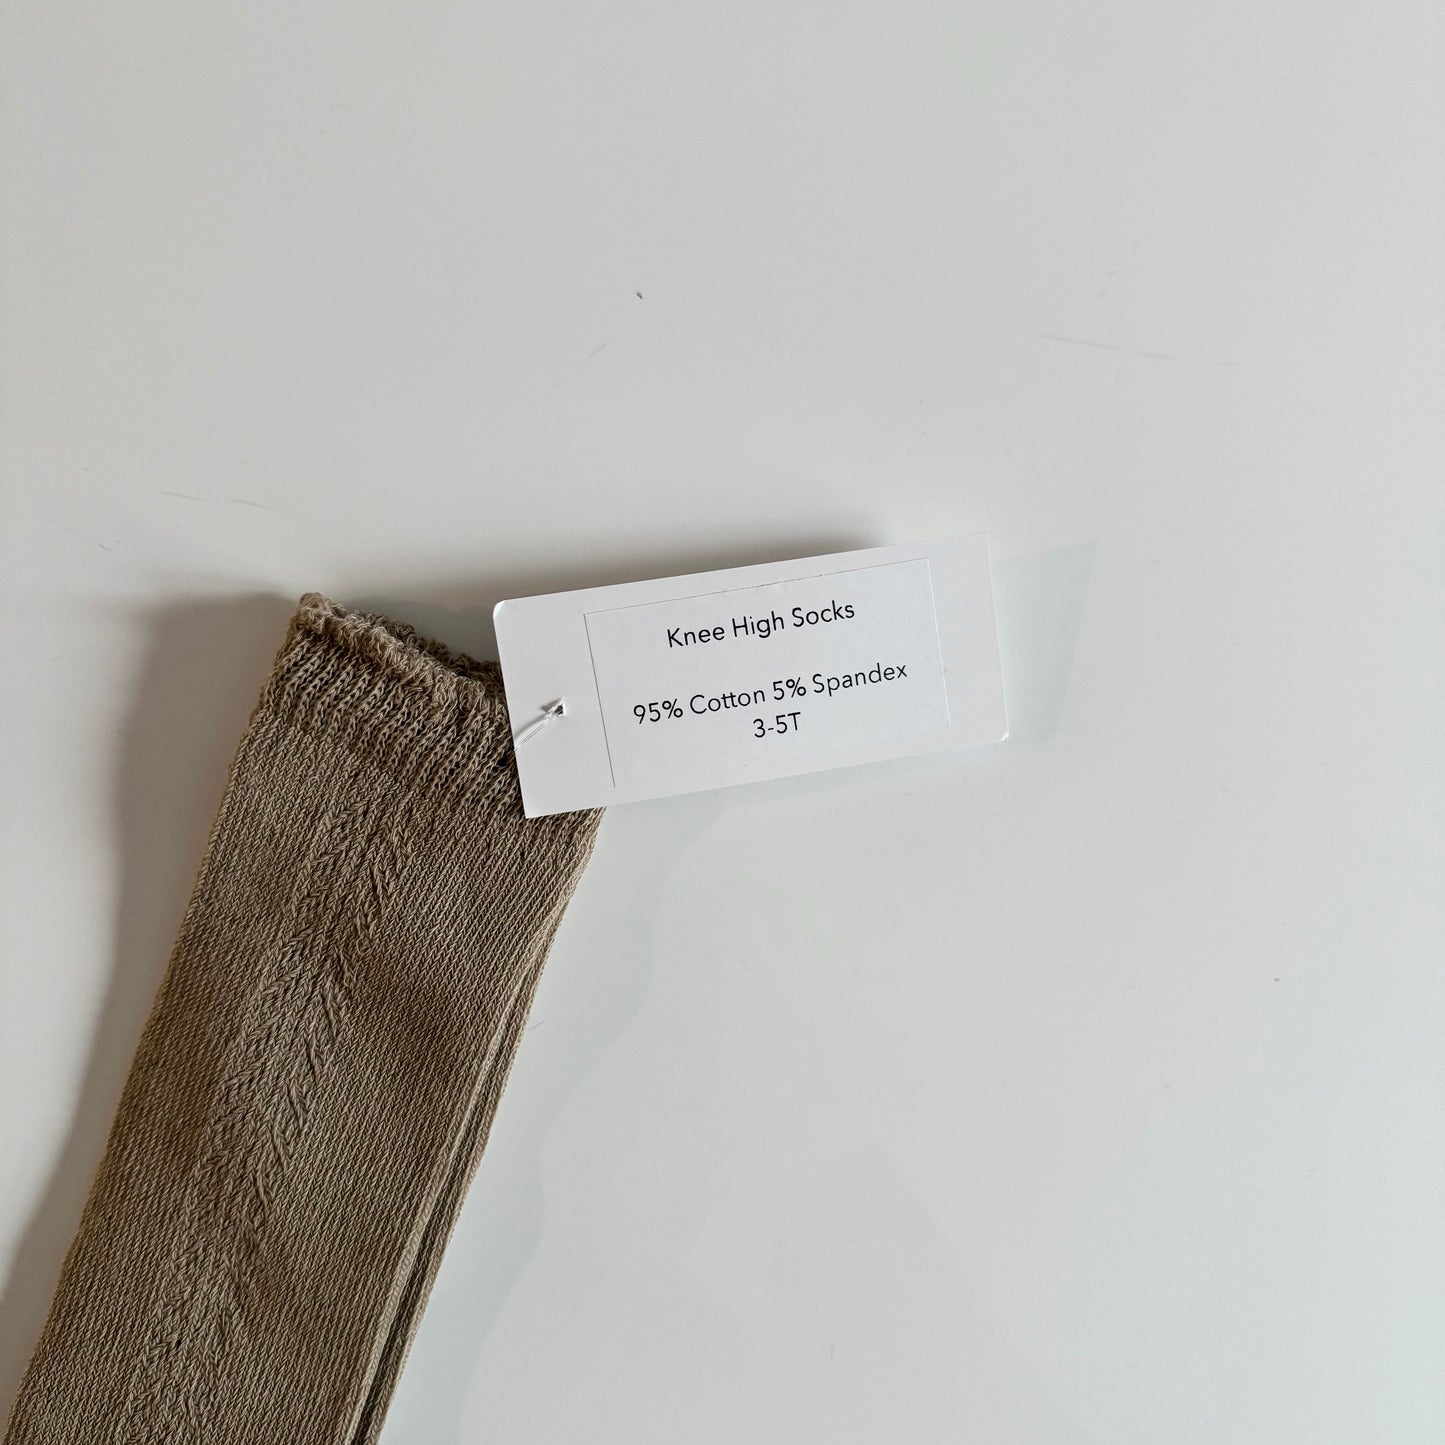 Knee High Socks
95% Cotton 5% Spandex
3-5T